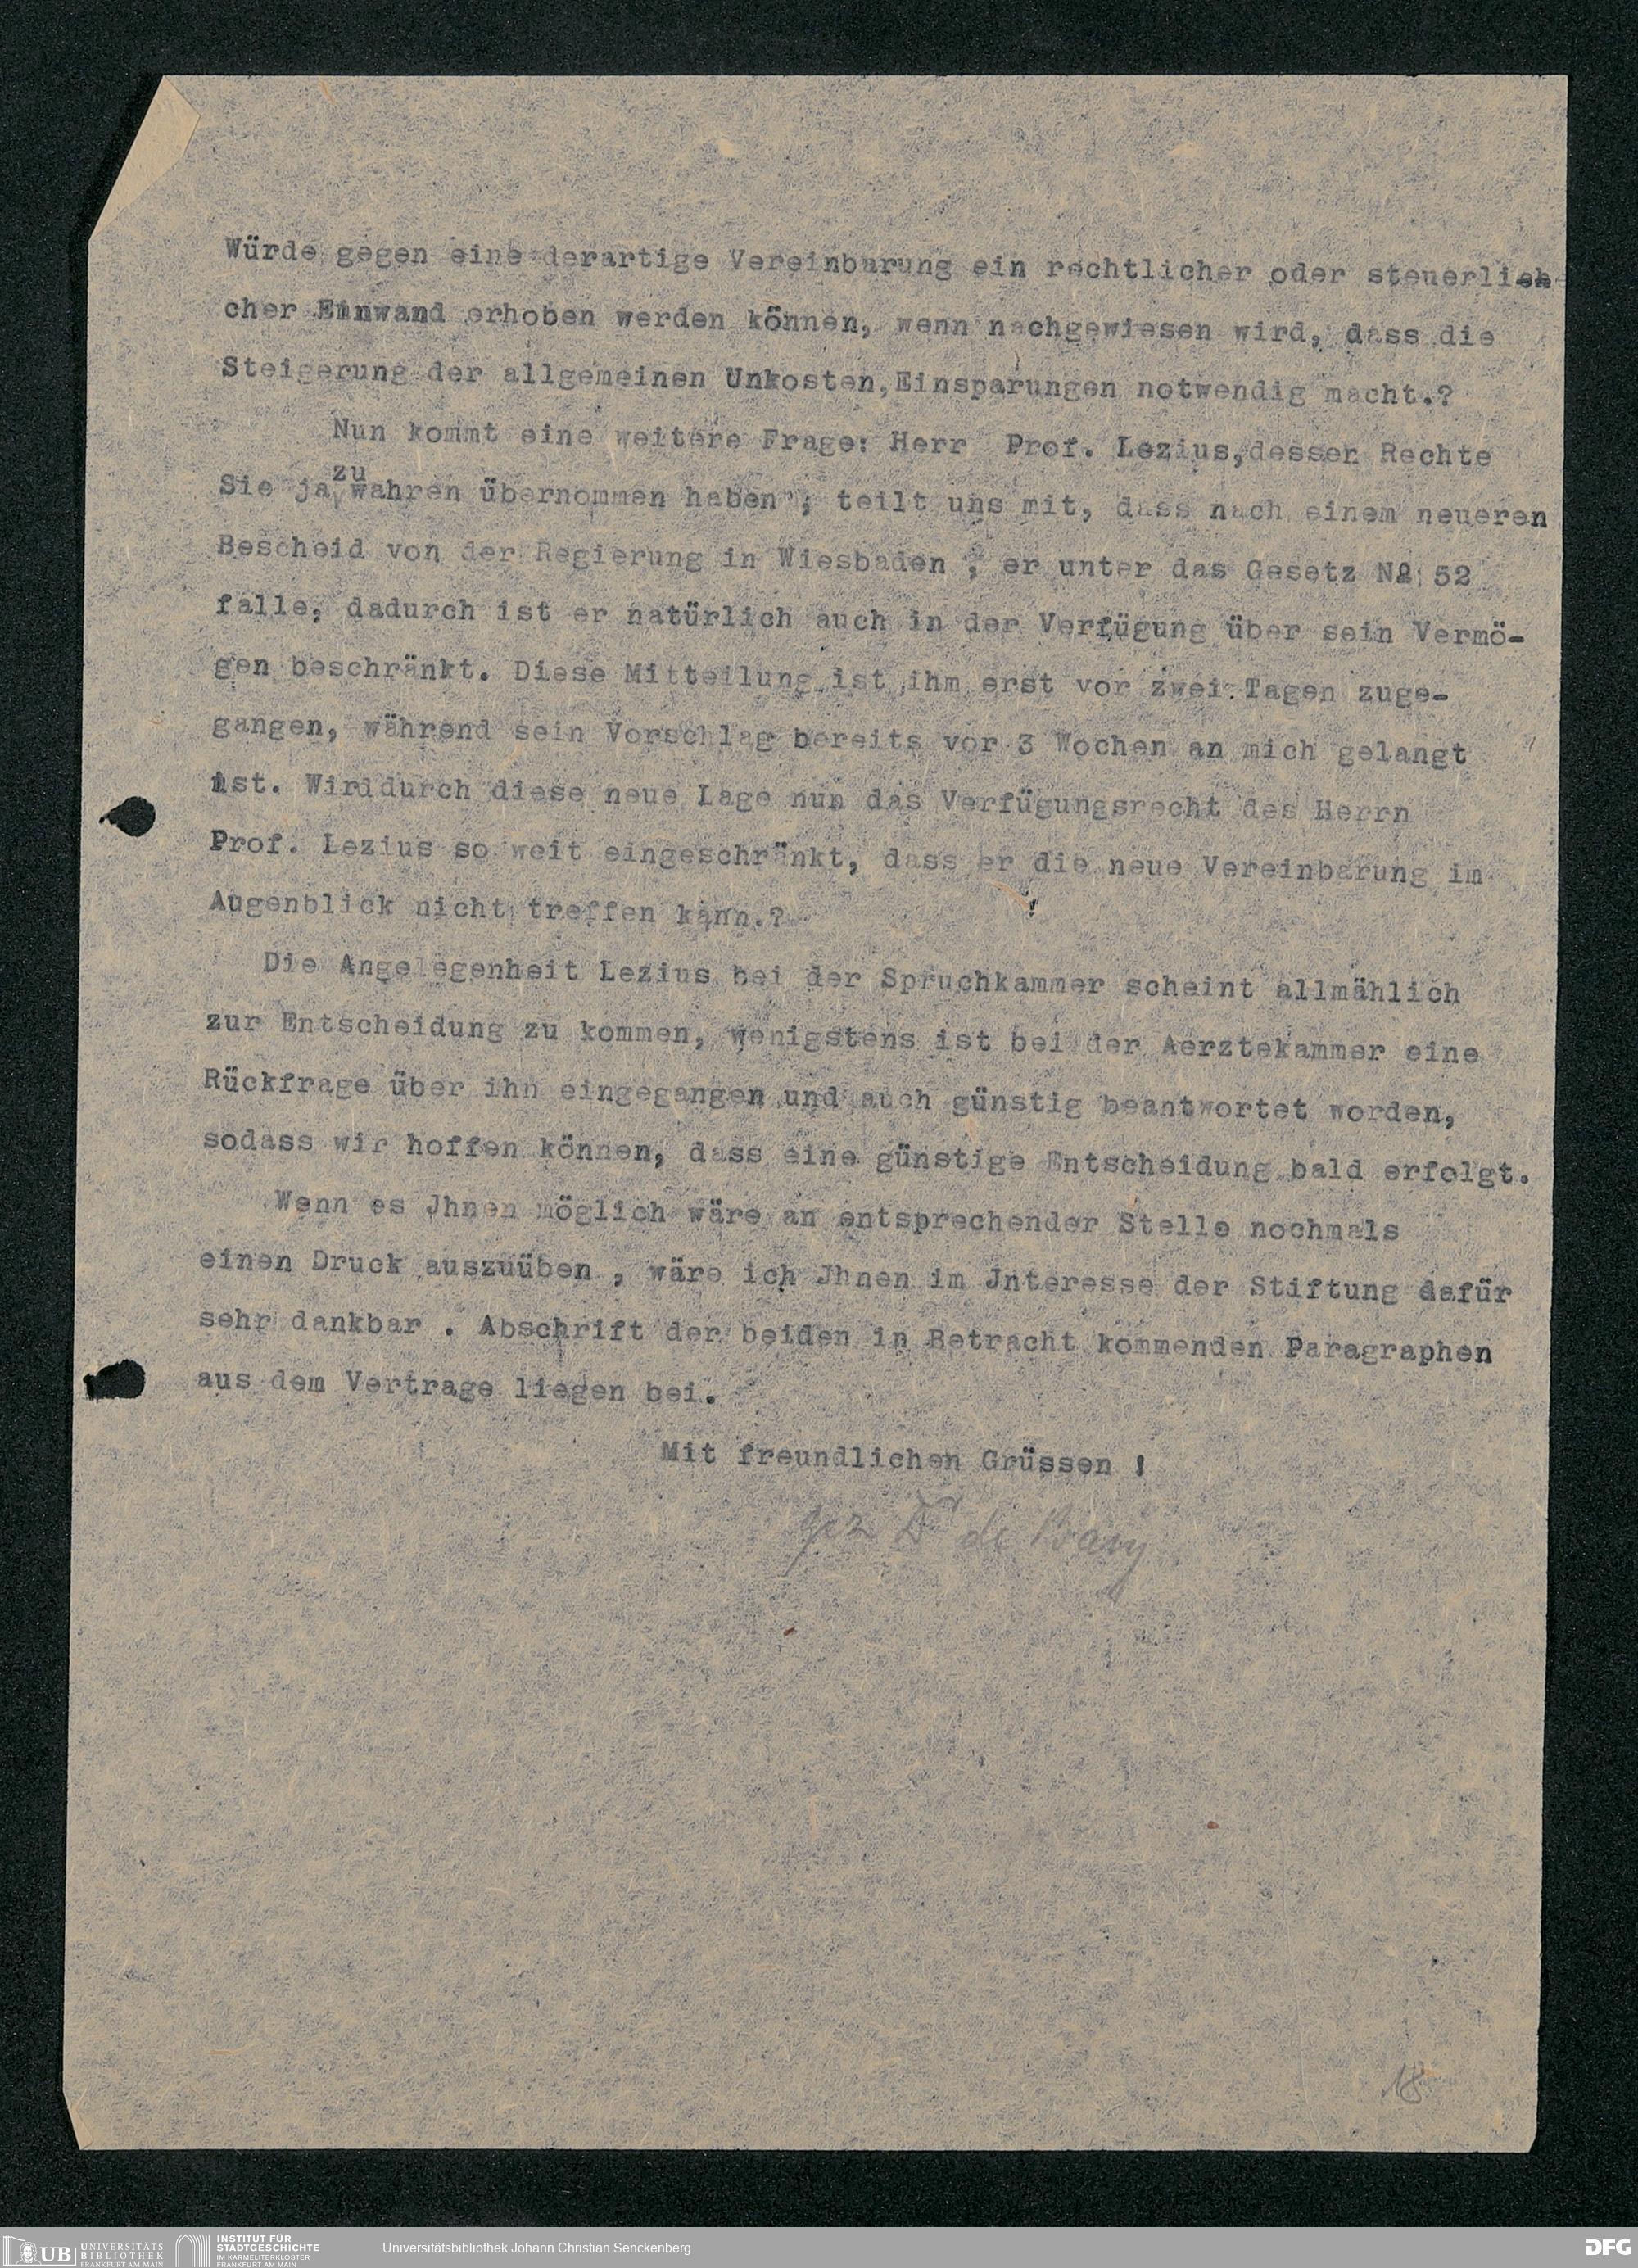 Würde gegen eine derartige Vereinbarung ein rechtlicher oder steuerlich
cher Einwand erhoben werden können, wenn nachgewiesen wird, dass die
Steigerung der allgemeinen Unkosten,Einsparungen notwendig macht.?
Nun kommt eine weitere Frage: Herr Prof. Lezius,dessen Rechte
Sie ja zu wahren übernommen haben , teilt uns mit, dass nach einem neueren
Bescheid von der Regierung in Wiesbaden , er unter das Gesetz No 52
falle, dadurch ist er natürlich auch in der Verfügung über sein Vermö-
gen beschränkt. Diese Mitteilung ist ihm erst vor zwei Tagen zuge-
gangen, während sein Vorschlag bereits vor 3 Wochen an mich gelangt
ist. Wird durch diese neue Lage nun das Verfügungsrecht des Herrn
Prof. Lezius so weit eingeschränkt, dass er die neue Vereinbarung im
Augenblick nicht treffen kann.?
Die Angelegenheit Lezius bei der Spruchkammer scheint allmählich
zur Entscheidung zu kommen, wenigstens ist bei der Aerztekammer eine
Rückfrage über ihn eingegangen und auch günstig beantwortet worden,
sodass wir hoffen können, dass eine günstige Entscheidung bald erfolgt.
Wenn es Jhnen möglich wäre an entsprechender Stelle nochmals
einen Druck auszuüben , wäre ich Jhnen im Jnteresse der Stiftung dafür
sehr dankbar . Abschrift der beiden in Betracht kommenden Paragraphen
aus dem Vertrage liegen bei.
Mit freundlichen Grüssen !
gez Dr de Bary
18
UB UNIVERSITÄTS
BIBLIOTHEK
FRANKFURT AM MAIN
INSTITUT FÜR
STADTGESCHICHTE
IM KARMELITERKLOSTER
FRANKFURT AM MAIN
Universitätsbibliothek Johann Christian Senckenberg
DFG